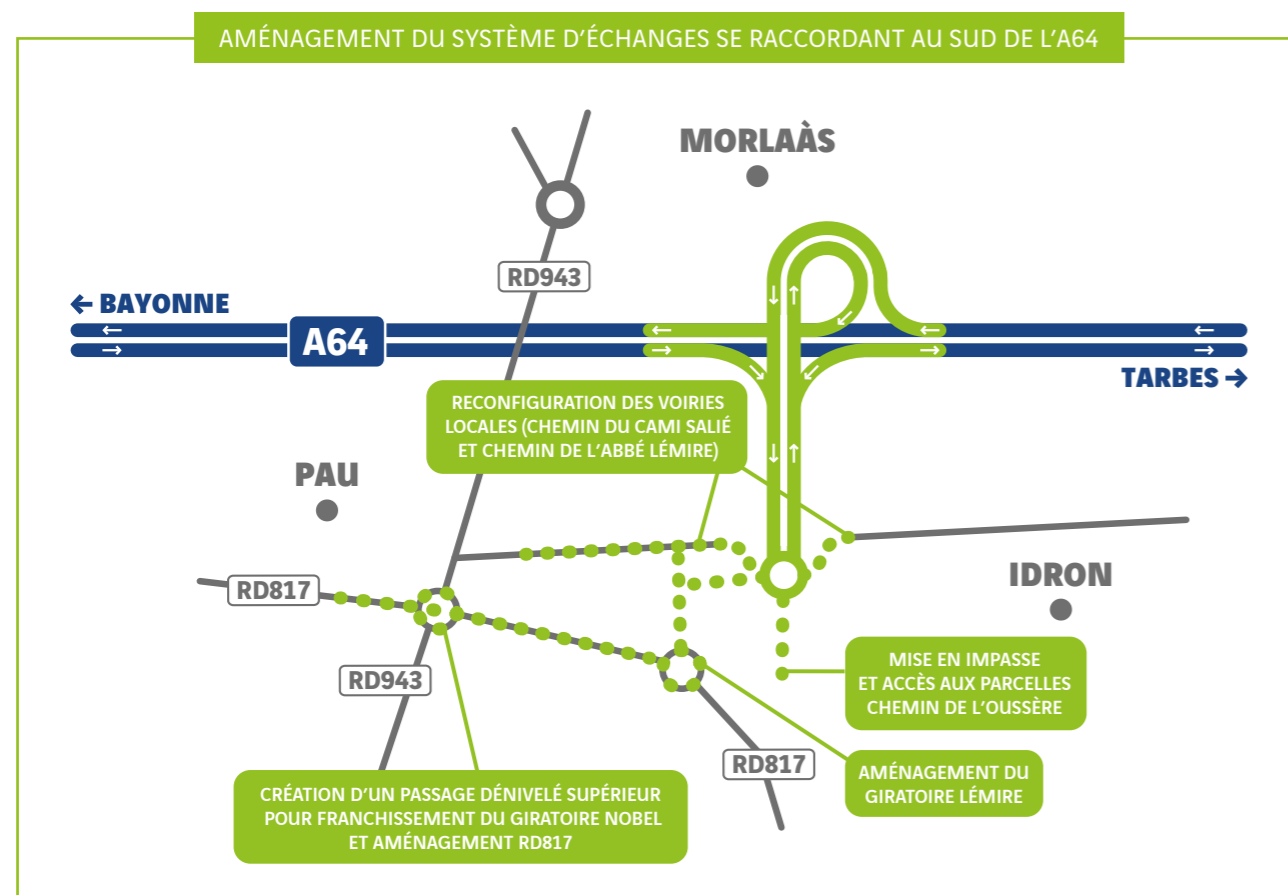 AMÉNAGEMENT DU SYSTÈME D'ÉCHANGES SE RACCORDANT AU SUD DE L'A64
MORLAÀS
RD943
← BAYONNE
A64
TARBES →
RECONFIGURATION DES VOIRIES
LOCALES (CHEMIN DU CAMI SALIÉ
ET CHEMIN DE L'ABBÉ LÉMIRE)
PAU
IDRON
RD817
RD943
MISE EN IMPASSE
ET ACCÈS AUX PARCELLES
CHEMIN DE L'OUSSÈRE
RD817
AMÉNAGEMENT DU
GIRATOIRE LÉMIRE
CRÉATION D'UN PASSAGE DÉNIVELÉ SUPÉRIEUR
POUR FRANCHISSEMENT DU GIRATOIRE NOBEL
ET AMÉNAGEMENT RD817